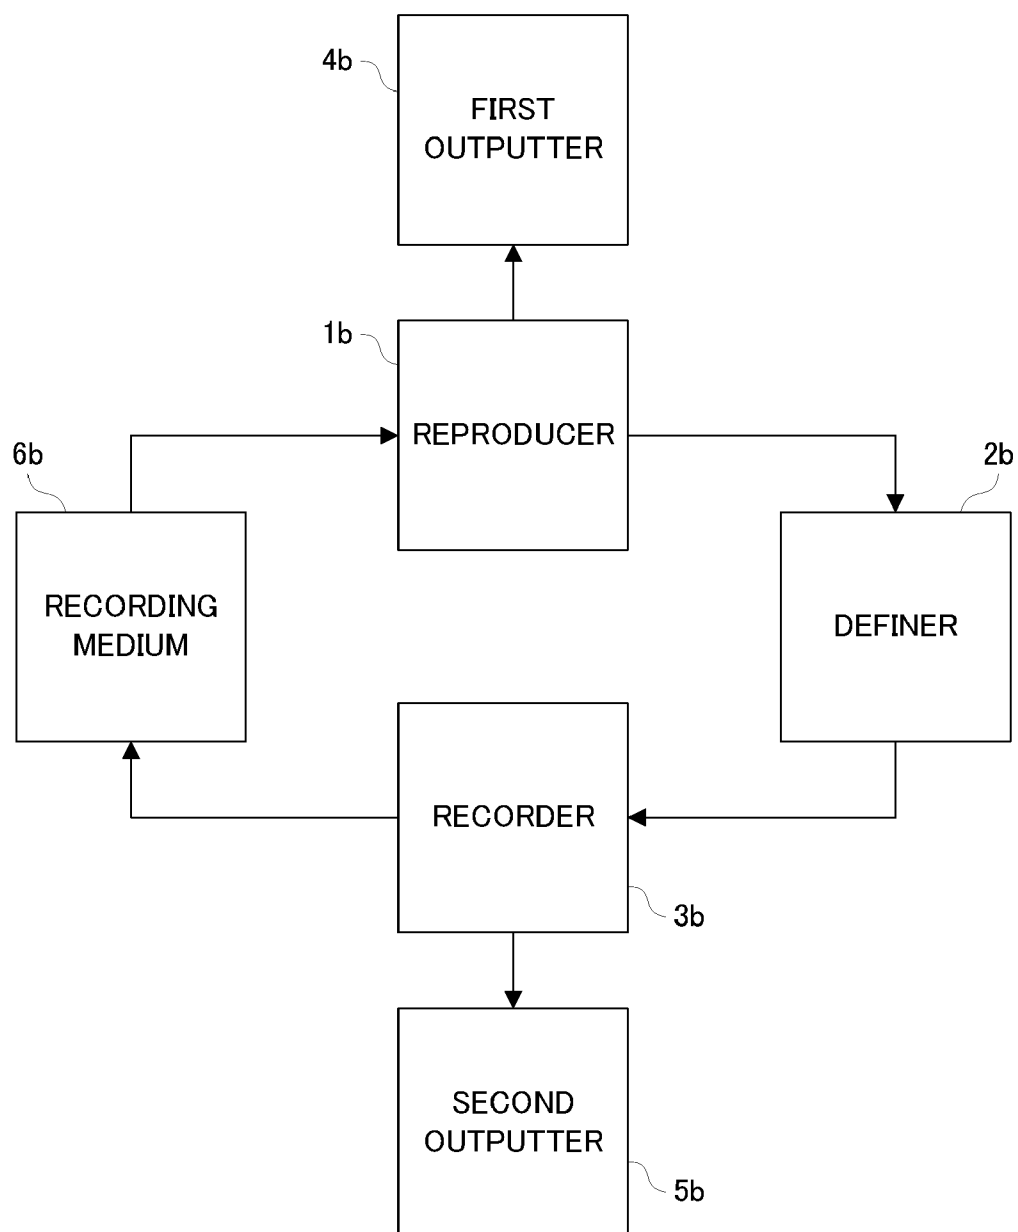 4b
FIRST
OUTPUTTER
1b
REPRODUCER
6b
2b
RECORDING
MEDIUM
DEFINER
RECORDER
3b
SECOND
OUTPUTTER
5b